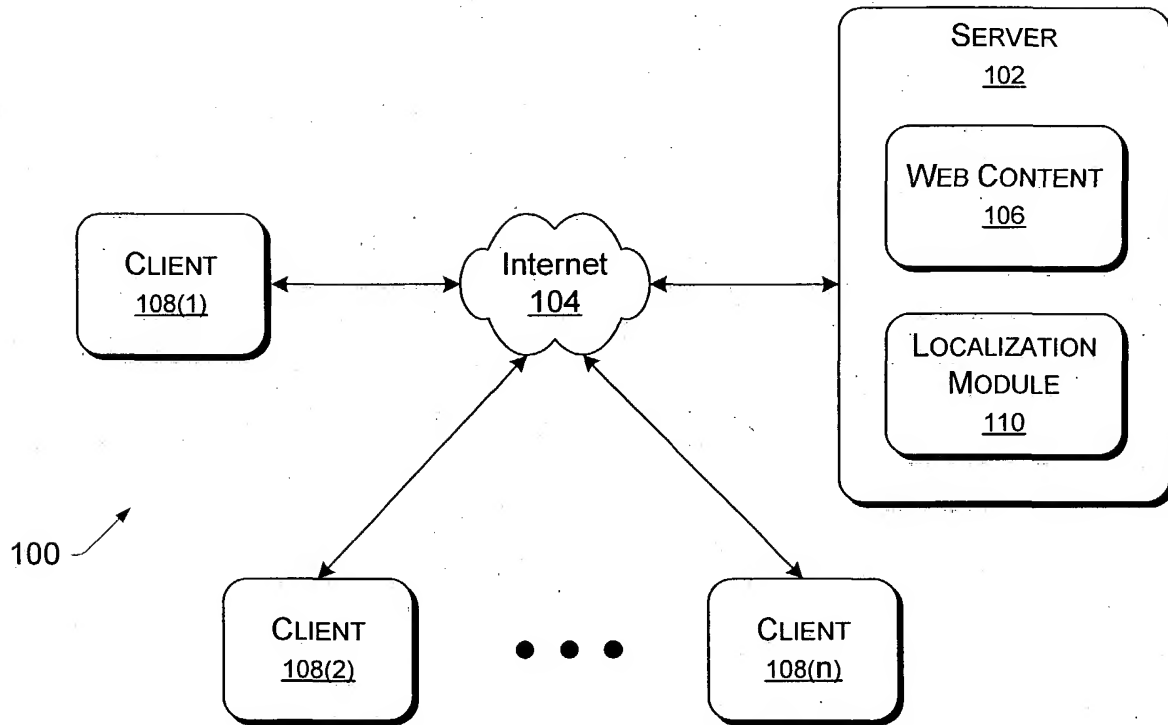 SERVER
102
WEB CONTENT
106
LOCALIZATION
MODULE
110
CLIENT
108(1)
Internet
104
100
CLIENT
108(2)
CLIENT
108(n)